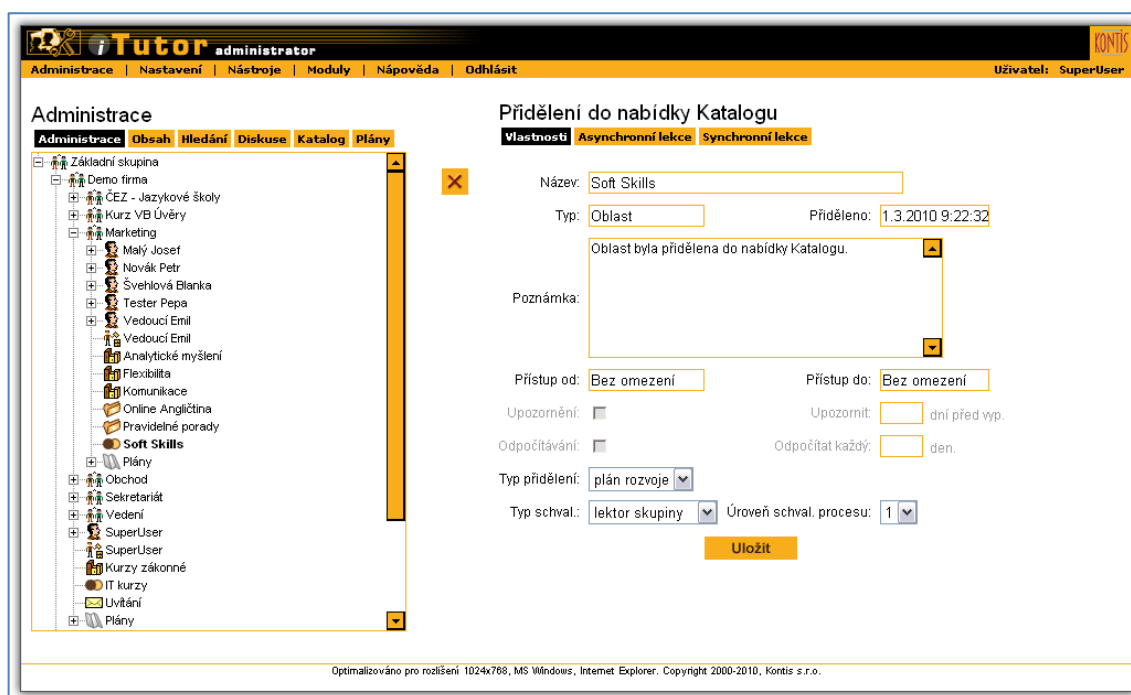 iTutor administrator
KONTIS
Administrace | Nastavení | Nástroje | Moduly | Nápověda | Odhlásit
Uživatel: SuperUser
Administrace
Administrace Obsah Hledání Diskuse Katalog Plány
Základní skupina
Demo firma
ČEZ - Jazykové školy
Kurz VB Úvěry
Marketing
Malý Josef
Novák Petr
Švehlová Blanka
Tester Pepa
Vedoucí Emil
Vedoucí Emil
Analytické myšlení
Flexibilita
Komunikace
Online Angličtina
Pravidelné porady
Soft Skills
Plány
Obchod
Sekretariát
Vedení
SuperUser
SuperUser
Kurzy zákonné
IT kurzy
Uvítání
Plány
Přidělení do nabídky Katalogu
Vlastnosti Asynchronní lekce Synchronní lekce
Název: Soft Skills
Typ: Oblast Přiděleno: 1.3.2010 9:22:32
Poznámka: Oblast byla přidělena do nabídky Katalogu.
Přístup od: Bez omezení Přístup do: Bez omezení
Upozornění: Upozornit: dní před vyp.
Odpočítávání: Odpočítat každý: den.
Typ přidělení: plán rozvoje
Typ schval.: lektor skupiny Úroveň schval. procesu: 1
Uložit
Optimalizováno pro rozlišení 1024x768, MS Windows, Internet Explorer. Copyright 2000-2010, Kontis s.r.o.